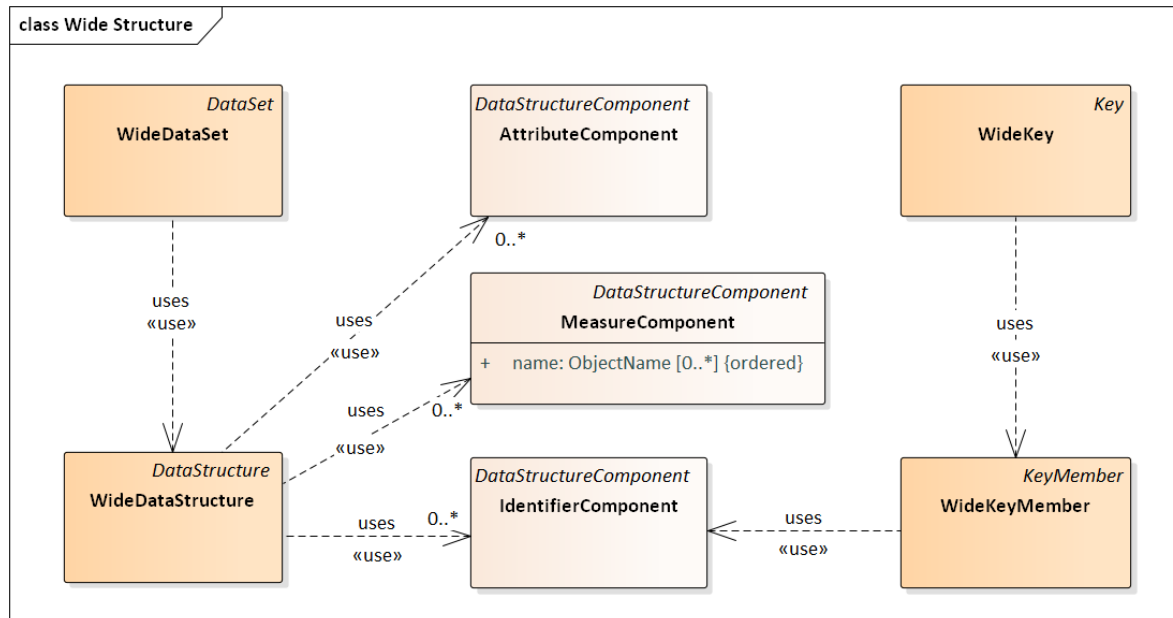 class Wide Structure
DataSet
WideDataSet
DataStructureComponent
AttributeComponent
Key
WideKey
0..*
uses
«use»
uses
«use»
DataStructureComponent
MeasureComponent
+ name: ObjectName [0..*] {ordered}
uses
«use»
0..*
uses
«use»
DataStructure
WideDataStructure
DataStructureComponent
IdentifierComponent
KeyMember
WideKeyMember
uses
0..*
«use»
uses
«use»